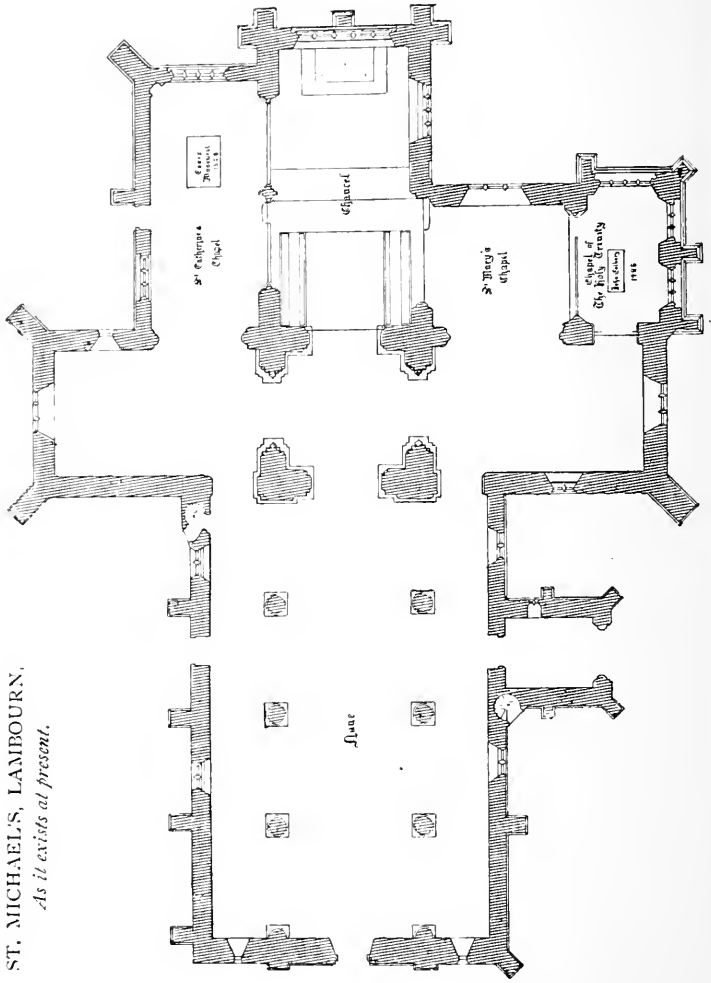 ST. MICHAEL'S, LAMBOURN,
As it exists at present.
St Catherine's
Chapel
Monument
Chancel
St Mary's
Chapel
Chapel of
The Holy Trinity
Nave